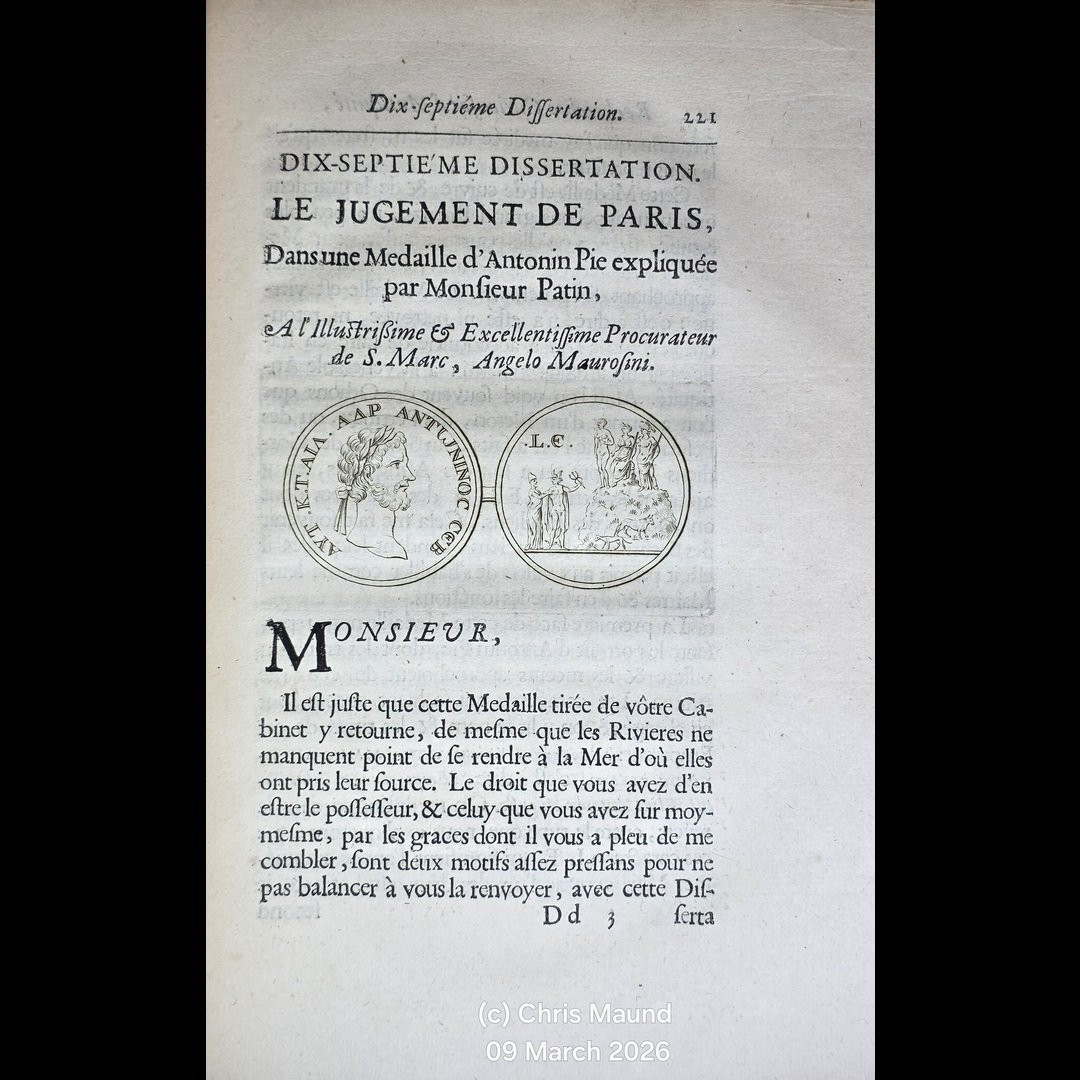 Dix-ſeptiéme Diſſertation. 221
DIX-SEPTIE'ME DISSERTATION.
LE JUGEMENT DE PARIS,
Dans une Medaille d'Antonin Pie expliquée
par Monſieur Patin,
A l'Illuſtriſſime & Excellentiſſime Procurateur
de S. Marc, Angelo Mauroſini.
ΑΥΤ. Κ. Τ. ΑΙΛ. ΑΔΡ ΑΝΤѠΝΙΝΟС СЄΒ
.L.Є.
MONSIEVR,
Il eſt juſte que cette Medaille tirée de vôtre Ca-
binet y retourne, de meſme que les Rivieres ne
manquent point de ſe rendre à la Mer d'où elles
ont pris leur ſource. Le droit que vous avez d'en
eſtre le poſſeſſeur, & celuy que vous avez ſur moy-
meſme, par les graces dont il vous a pleu de me
combler, ſont deux motifs aſſez preſſans pour ne
pas balancer à vous la renvoyer, avec cette Diſ-
Dd 3 ſerta
(c) Chris Maund
09 March 2026